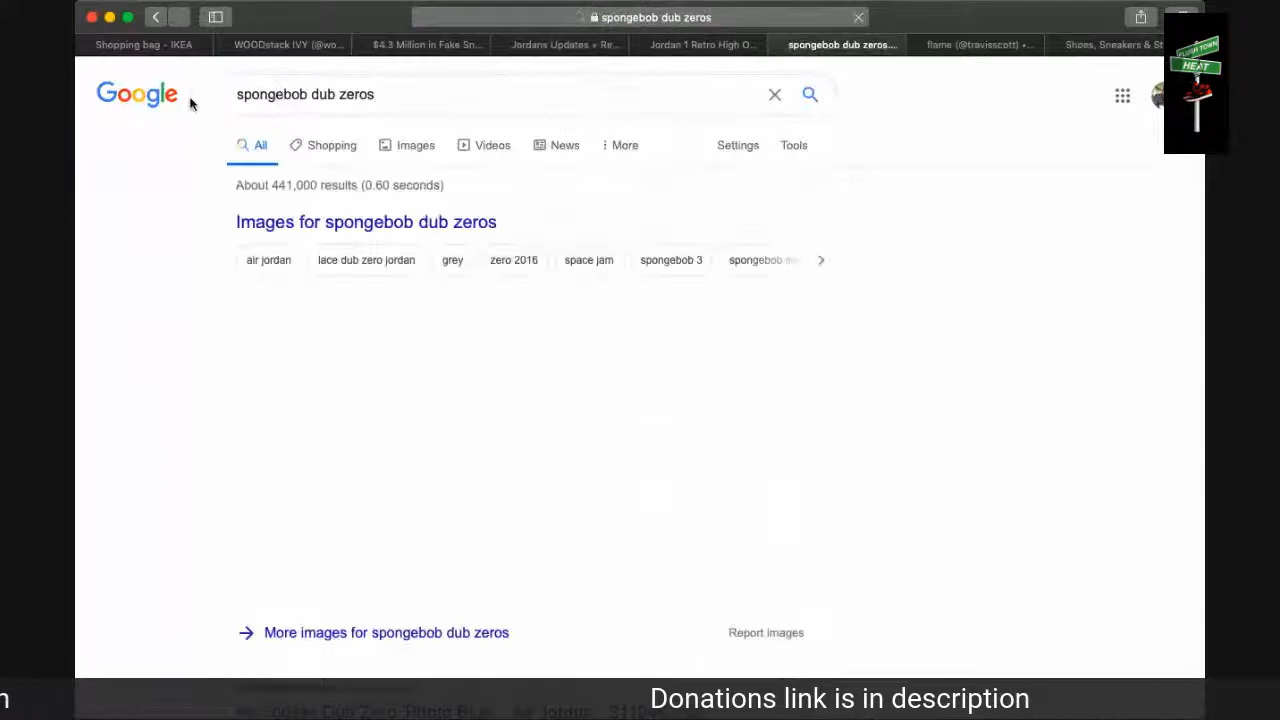 spongebob dub zeros
Shopping bag - IKEA
WOODstack IVY (@wo...
$4.3 Million in Fake Sn...
Jordans Updates + Re...
Jordan 1 Retro High O...
spongebob dub zeros...
flame (@travisscott) •...
Shoes, Sneakers & St
FLUSH TOWN
HEAT
Google
spongebob dub zeros
All
Shopping
Images
Videos
News
More
Settings
Tools
About 441,000 results (0.60 seconds)
Images for spongebob dub zeros
air jordan
lace dub zero jordan
grey
zero 2016
space jam
spongebob 3
spongebob
More images for spongebob dub zeros
Report images
n
Donations link is in description